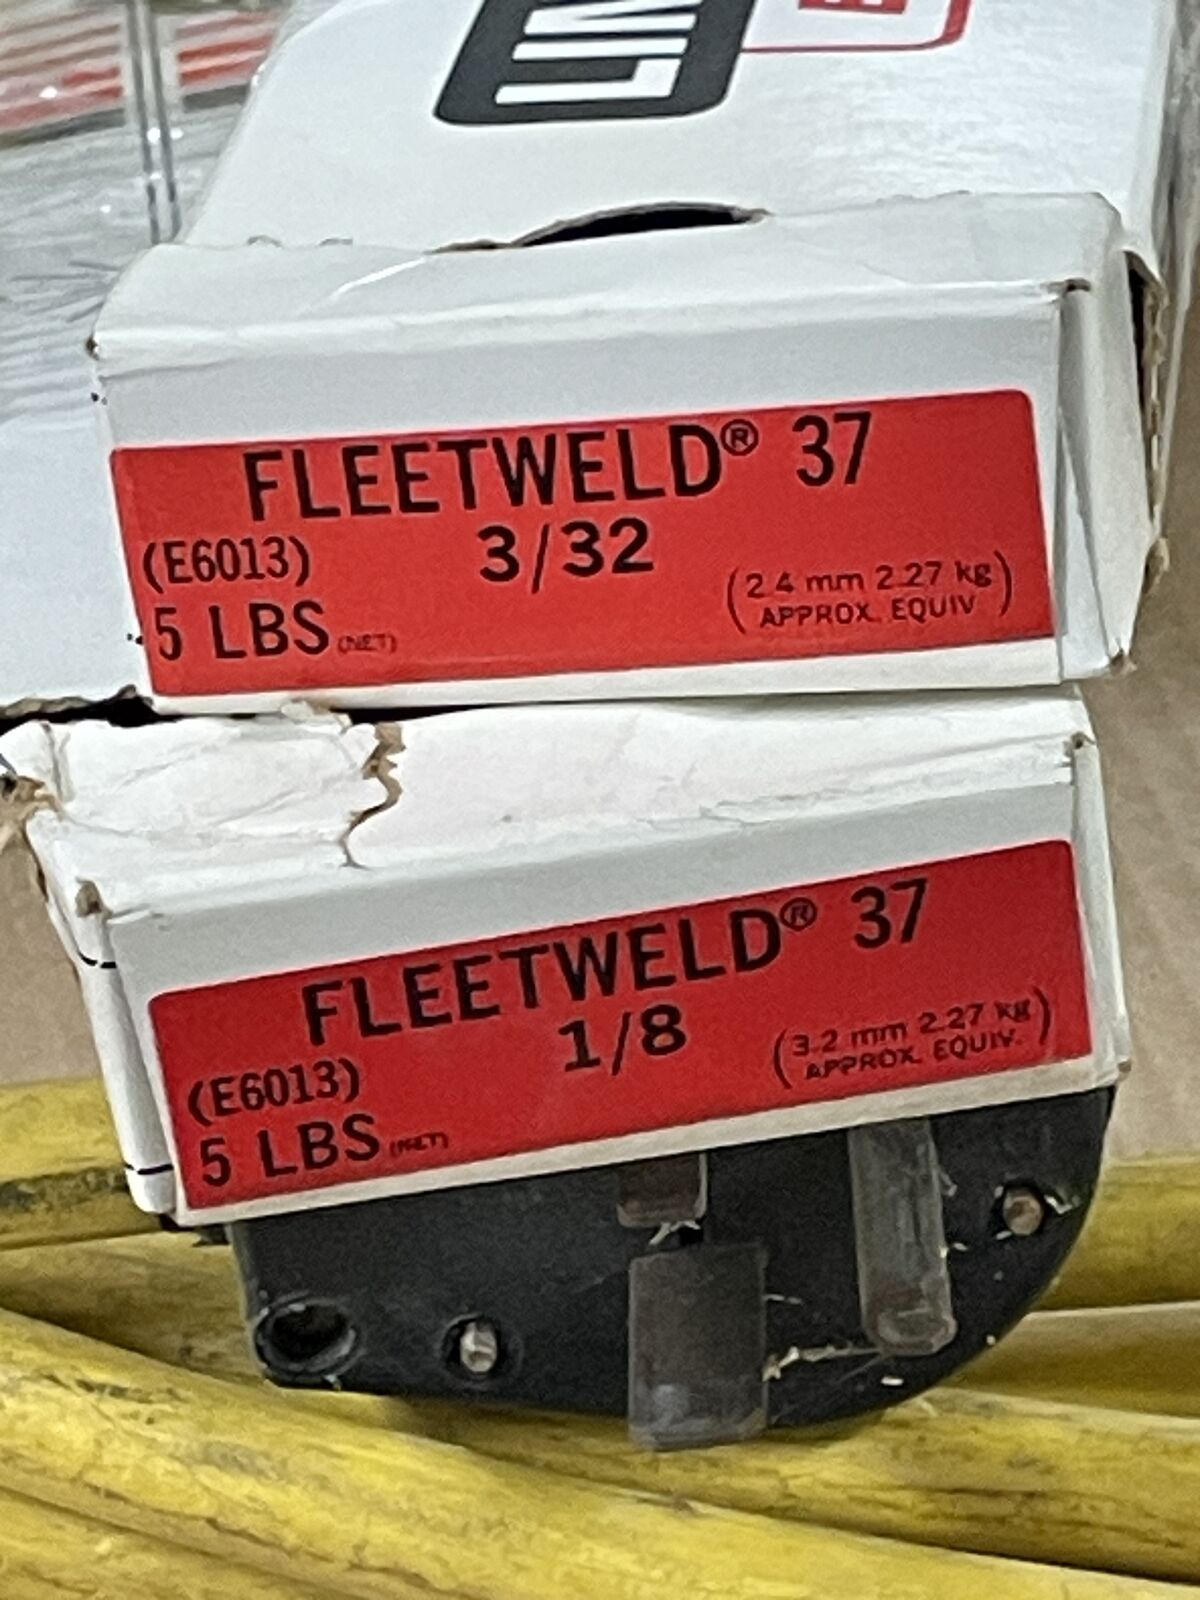 FLEETWELD® 37
(E6013) 3/32
5 LBS (NET) (2.4 mm 2.27 kg)
APPROX. EQUIV
FLEETWELD® 37
(E6013) 1/8
5 LBS (NET) (3.2 mm 2.27 kg)
APPROX. EQUIV.